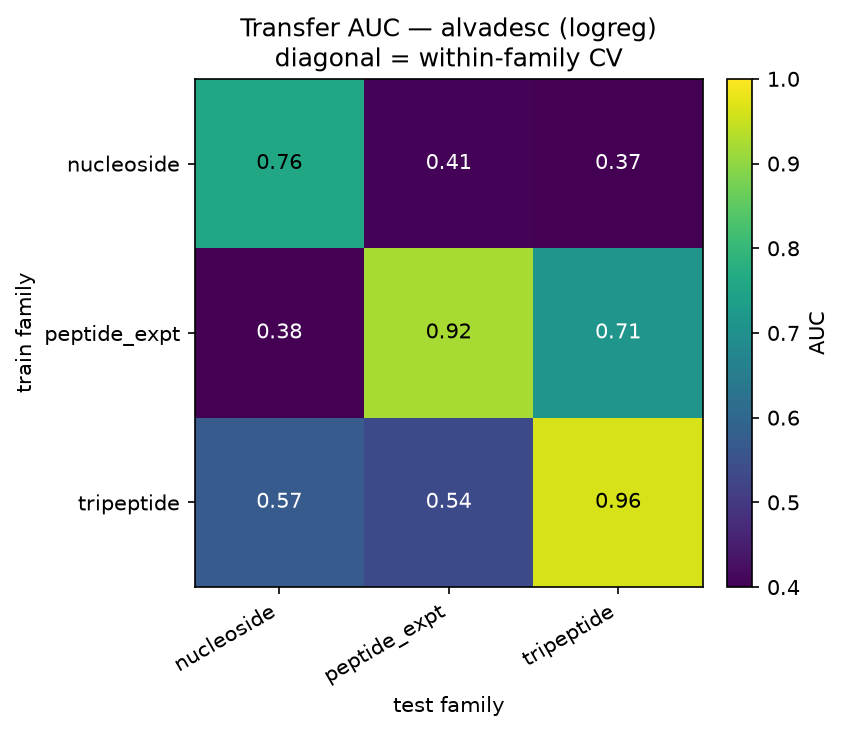 Transfer AUC — alvadesc (logreg)
diagonal = within-family CV
train family
nucleoside
0.76
0.41
0.37
peptide_expt
0.38
0.92
0.71
tripeptide
0.57
0.54
0.96
nucleoside
peptide_expt
tripeptide
test family
1.0
0.9
0.8
0.7
0.6
0.5
0.4
AUC